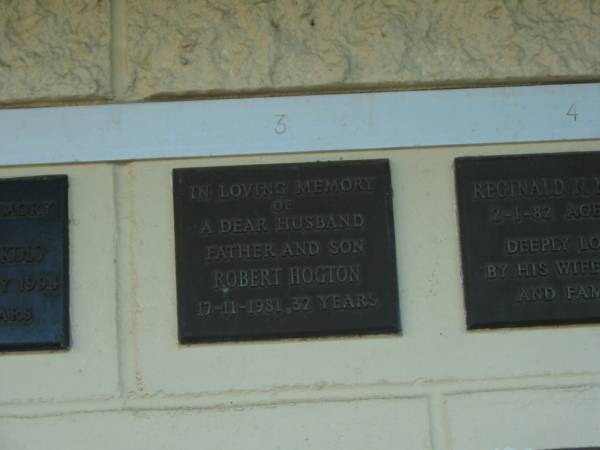 3
4
IN LOVING MEMORY
OF
A DEAR HUSBAND
FATHER AND SON
ROBERT HOGTON
17-11-1981, 32 YEARS
REGINALD N.
2-1-82
DEEPLY
BY HIS WIFE
AND
1994